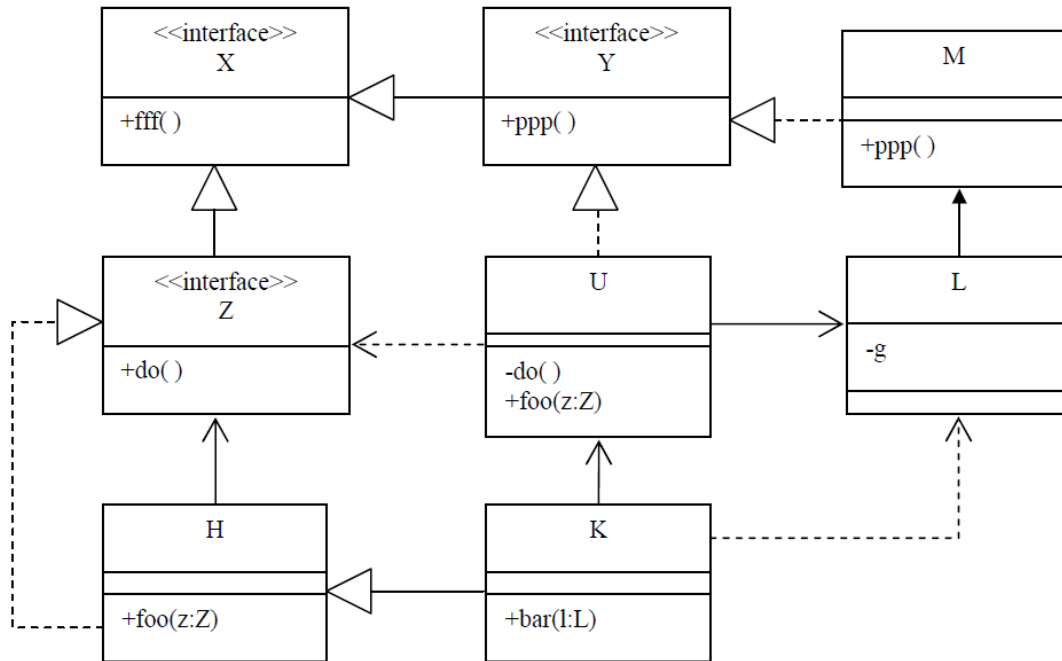 <<interface>>
X
+fff( )
<<interface>>
Y
+ppp( )
M
+ppp( )
<<interface>>
Z
+do( )
U
-do( )
+foo(z:Z)
L
-g
H
+foo(z:Z)
K
+bar(l:L)